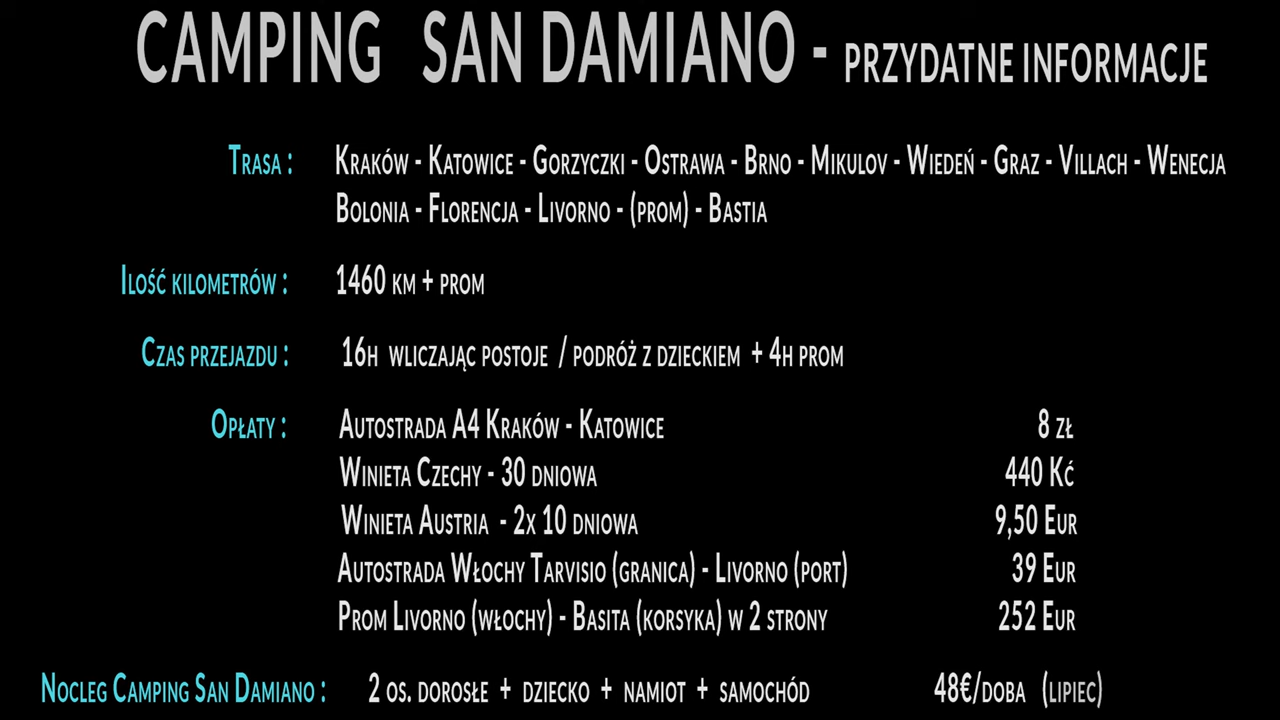 CAMPING SAN DAMIANO - PRZYDATNE INFORMACJE
TRASA : KRAKÓW - KATOWICE - GORZYCZKI - OSTRAWA - BRNO - MIKULOV - WIEDEŃ - GRAZ - VILLACH - WENECJA
BOLONIA - FLORENCJA - LIVORNO - (PROM) - BASTIA
ILOŚĆ KILOMETRÓW : 1460 KM + PROM
CZAS PRZEJAZDU : 16H WLICZAJĄC POSTOJE / PODRÓŻ Z DZIECKIEM + 4H PROM
OPŁATY : AUTOSTRADA A4 KRAKÓW - KATOWICE 8 ZŁ
WINIETA CZECHY - 30 DNIOWA 440 KĆ
WINIETA AUSTRIA - 2X 10 DNIOWA 9,50 EUR
AUTOSTRADA WŁOCHY TARVISIO (GRANICA) - LIVORNO (PORT) 39 EUR
PROM LIVORNO (WŁOCHY) - BASITA (KORSYKA) W 2 STRONY 252 EUR
NOCLEG CAMPING SAN DAMIANO : 2 OS. DOROSŁE + DZIECKO + NAMIOT + SAMOCHÓD 48€/DOBA (LIPIEC)